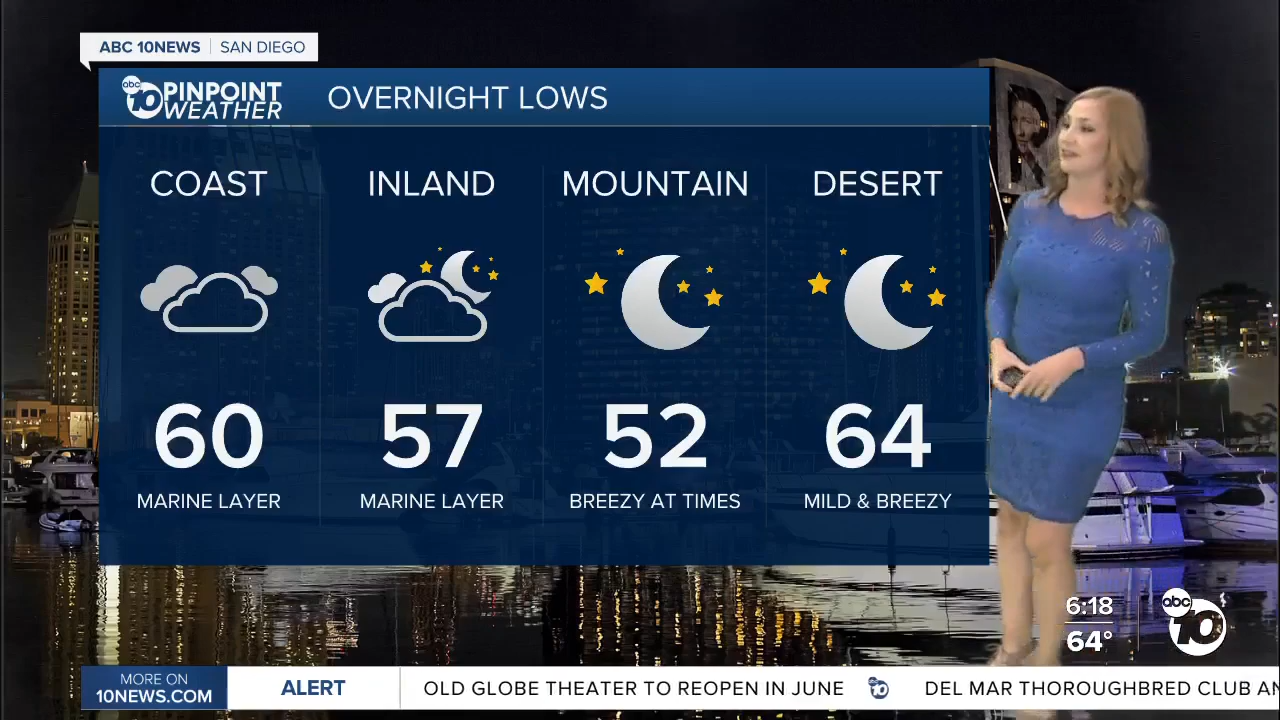 ABC 10NEWS | SAN DIEGO
abc 10 PINPOINT WEATHER
OVERNIGHT LOWS
COAST
60
MARINE LAYER
INLAND
57
MARINE LAYER
MOUNTAIN
52
BREEZY AT TIMES
DESERT
64
MILD & BREEZY
6:18
64°
abc 10
MORE ON
10NEWS.COM
ALERT
OLD GLOBE THEATER TO REOPEN IN JUNE
abc 10
DEL MAR THOROUGHBRED CLUB AN